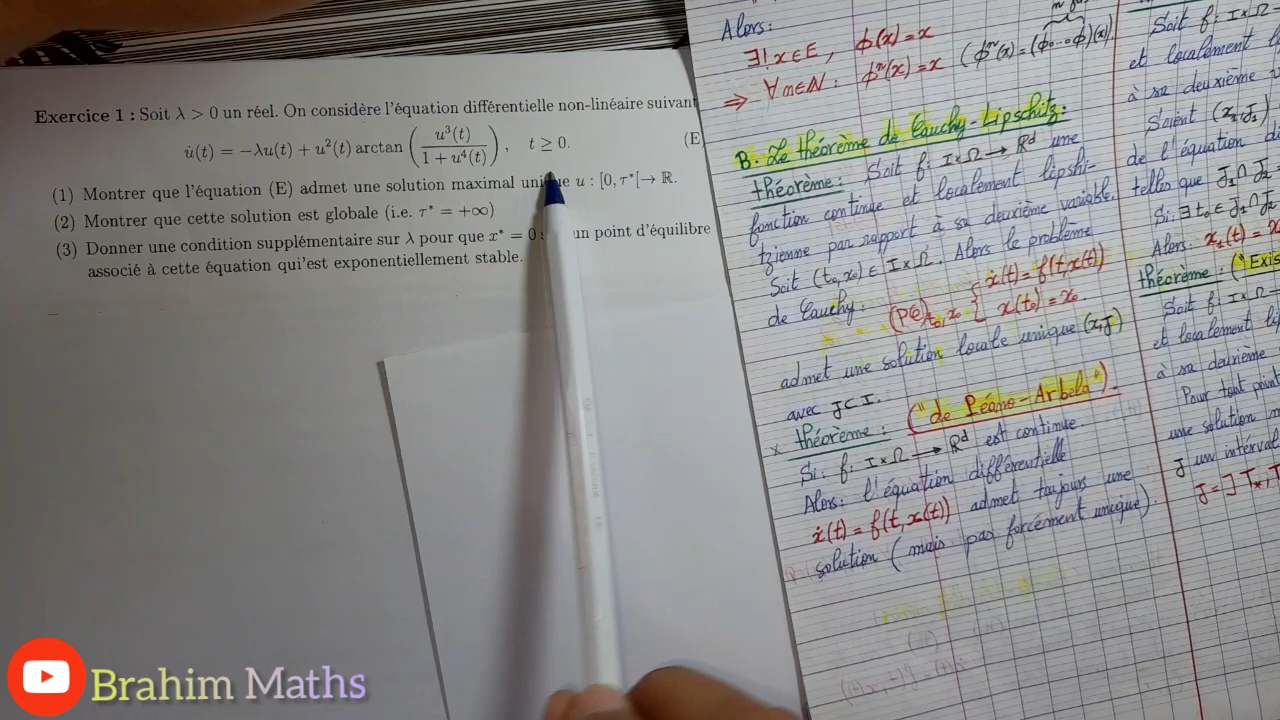 Exercice 1 : Soit λ > 0 un réel. On considère l'équation différentielle non-linéaire suivant
u̇(t) = −λu(t) + u²(t) arctan ( u³(t) / (1 + u⁴(t)) ), t ≥ 0. (E)
(1) Montrer que l'équation (E) admet une solution maximal unique u : [0, τ*[→ ℝ.
(2) Montrer que cette solution est globale (i.e. τ* = +∞)
(3) Donner une condition supplémentaire sur λ pour que x* = 0 un point d'équilibre
associé à cette équation qui'est exponentiellement stable.
Alors:
∃! x ∈ E, ϕ(x) = x
⇒ ∀ n ∈ ℕ : ϕⁿ(x) = x (ϕⁿ(x) = (ϕ∘...∘ϕ)(x)).
B. Le théorème de Cauchy-Lipschitz:
théorème: Soit f: I×Ω → ℝᵈ une
fonction continue et localement lipshi-
tzienne par rapport à sa deuxième variable.
Soit (t₀, x₀) ∈ I×Ω. Alors le problème
de Cauchy: (PC)t₀,x₀ { ẋ(t) = f(t, x(t))
x(t₀) = x₀.
admet une solution locale unique (x, J)
avec J ⊂ I.
x théorème: ("de Péano-Arbela").
Si: f: I×Ω → ℝᵈ est continue.
Alors: l'équation différentielle
ẋ(t) = f(t, x(t)) admet toujours une
solution (mais pas forcément unique).
Soit f: I×Ω
et localement
à sa deuxième
Soient (x₁, J₁)
de l'équation
telles que J₁ ∩ J₂
Si: ∃ t₀ ∈ J₁ ∩ J₂
Alors: x₁(t) =
théorème: ("Exis
Soit f: I×Ω
et localement
à sa deuxième
Pour tout point
une solution
J un interval
J = ] T*, T
Brahim Maths